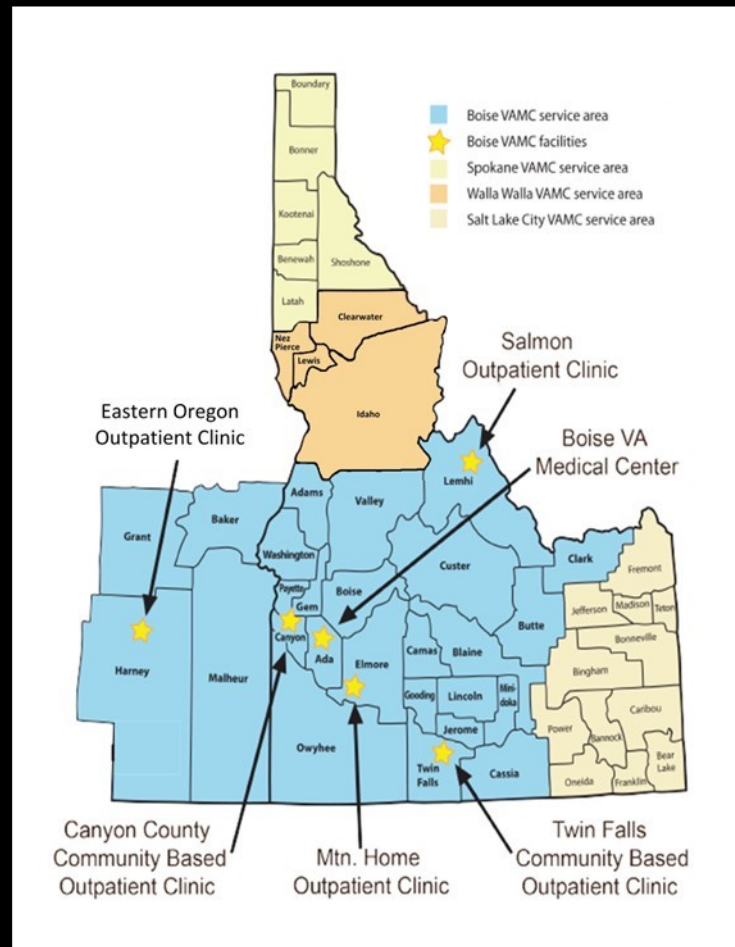 Boundary
Bonner
Kootenai
Benewah
Shoshone
Latah
Boise VAMC service area
Boise VAMC facilities
Spokane VAMC service area
Walla Walla VAMC service area
Salt Lake City VAMC service area
Clearwater
Nez
Pierce
Lewis
Idaho
Salmon
Outpatient Clinic
Eastern Oregon
Outpatient Clinic
Boise VA
Medical Center
Lemhi
Adams
Valley
Baker
Grant
Washington
Custer
Clark
Fremont
Payette
Gem
Boise
Jefferson
Madison
Teton
Butte
Canyon
Ada
Elmore
Camas
Blaine
Bonneville
Bingham
Harney
Malheur
Gooding
Lincoln
Mini-
doka
Caribou
Power
Bannock
Owyhee
Jerome
Twin
Falls
Cassia
Bear
Lake
Oneida
Franklin
Canyon County
Community Based
Outpatient Clinic
Mtn. Home
Outpatient Clinic
Twin Falls
Community Based
Outpatient Clinic